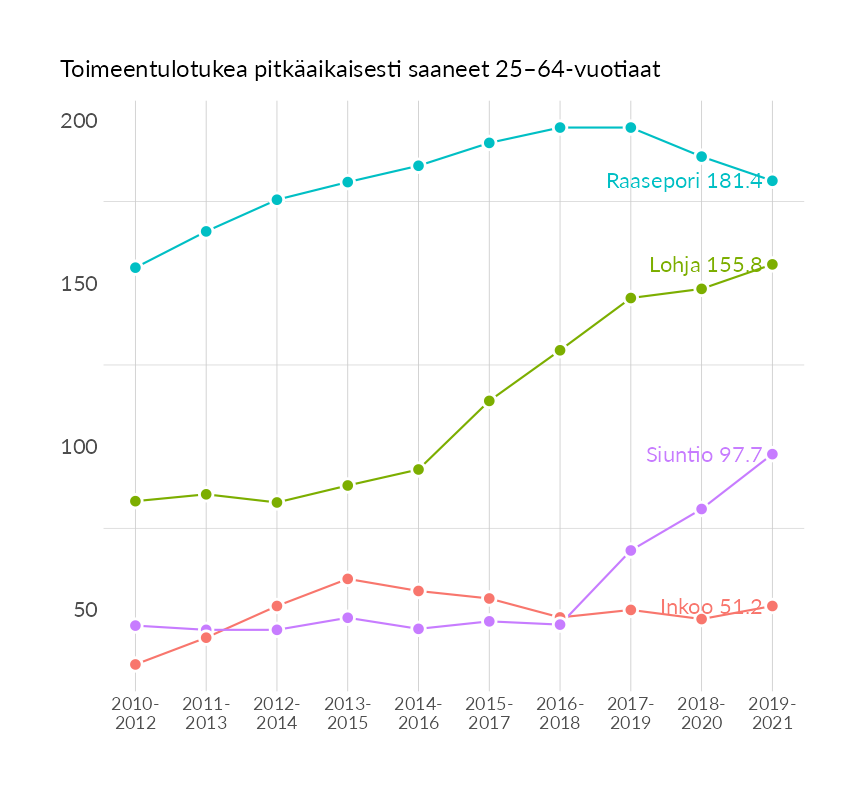 Toimeentulotukea pitkäaikaisesti saaneet 25–64-vuotiaat
200
Raasepori 181.4
Lohja 155.8
150
100
Siuntio 97.7
50
Inkoo 51.2
2010- 2011- 2012- 2013- 2014- 2015- 2016- 2017- 2018- 2019-
2012 2013 2014 2015 2016 2017 2018 2019 2020 2021